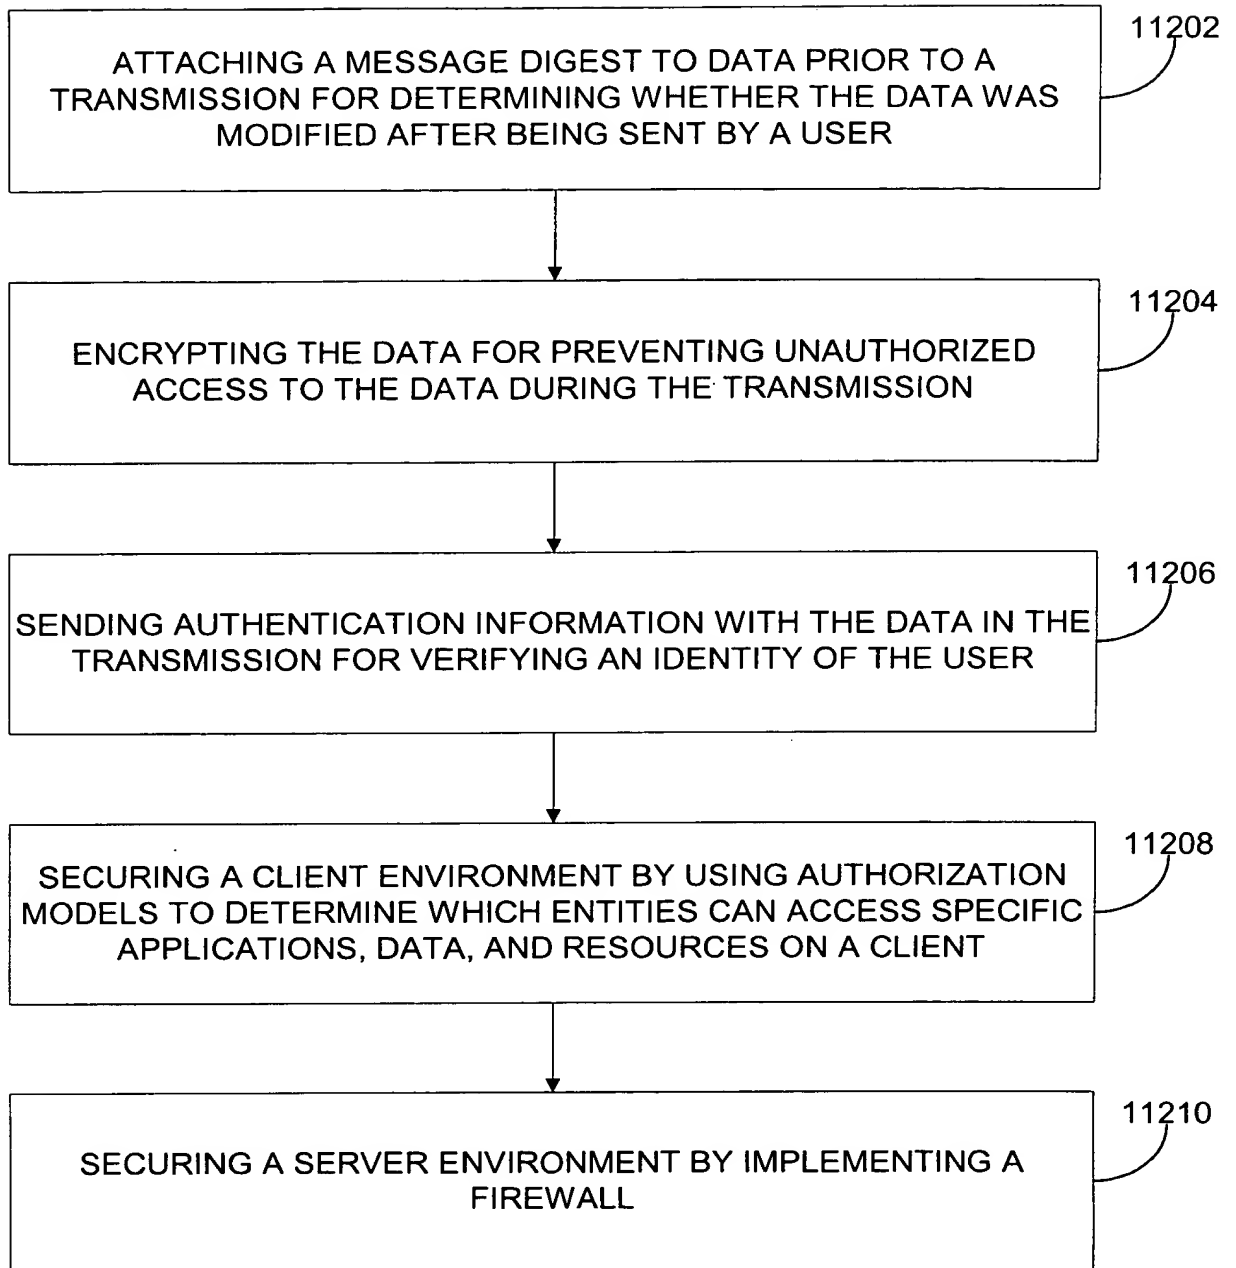 11202
ATTACHING A MESSAGE DIGEST TO DATA PRIOR TO A
TRANSMISSION FOR DETERMINING WHETHER THE DATA WAS
MODIFIED AFTER BEING SENT BY A USER
11204
ENCRYPTING THE DATA FOR PREVENTING UNAUTHORIZED
ACCESS TO THE DATA DURING THE TRANSMISSION
11206
SENDING AUTHENTICATION INFORMATION WITH THE DATA IN THE
TRANSMISSION FOR VERIFYING AN IDENTITY OF THE USER
11208
SECURING A CLIENT ENVIRONMENT BY USING AUTHORIZATION
MODELS TO DETERMINE WHICH ENTITIES CAN ACCESS SPECIFIC
APPLICATIONS, DATA, AND RESOURCES ON A CLIENT
11210
SECURING A SERVER ENVIRONMENT BY IMPLEMENTING A
FIREWALL